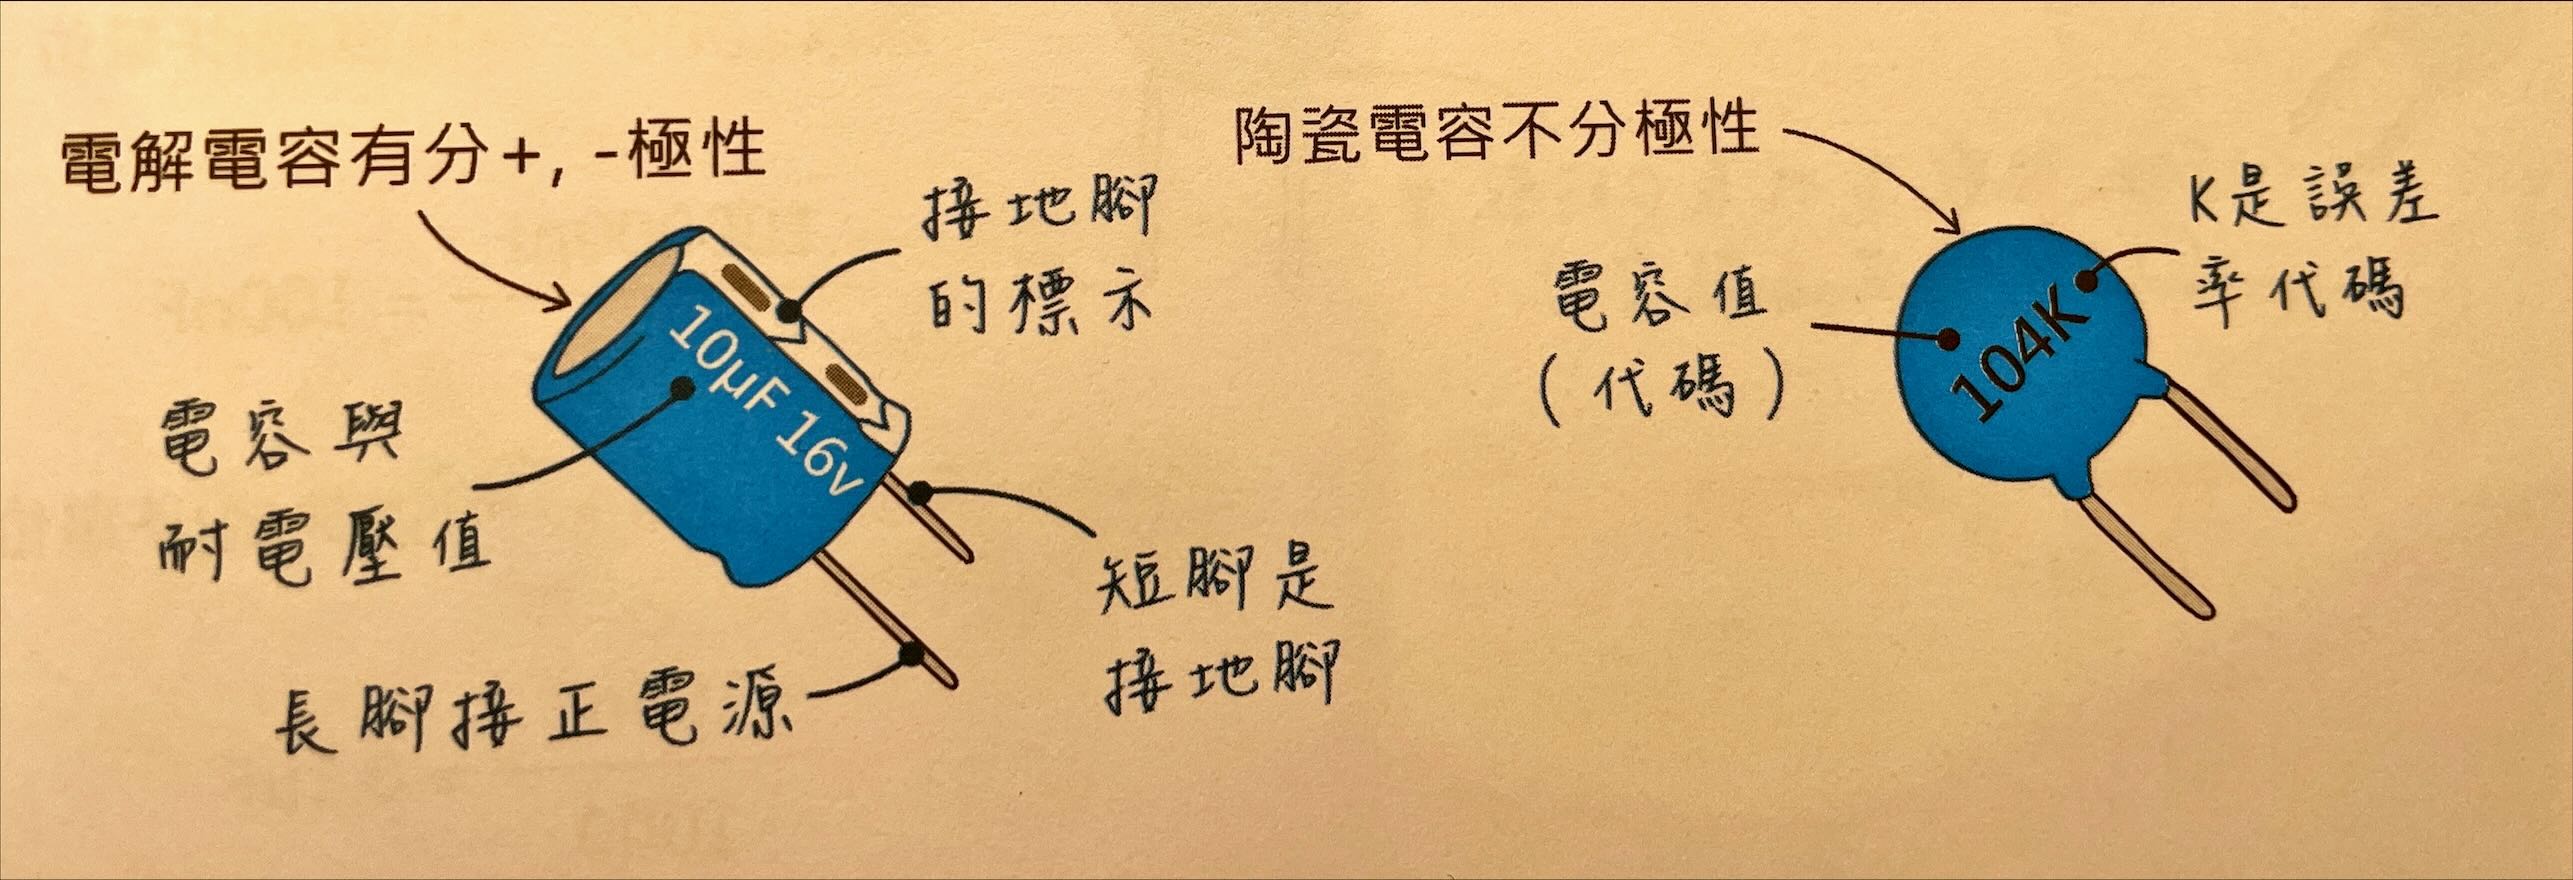 電解電容有分+, -極性
接地腳
的標示
10μF 16v
電容與
耐電壓值
短腳是
接地腳
長腳接正電源
陶瓷電容不分極性
K是誤差
率代碼
電容值
(代碼)
104K